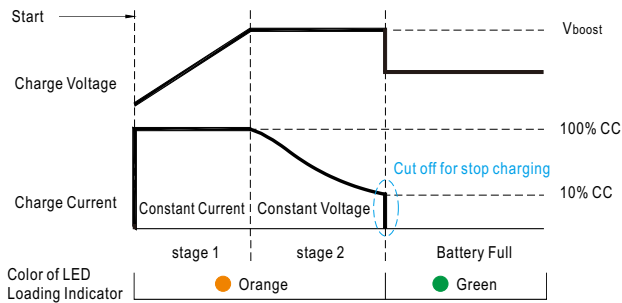 Start
Vboost
Charge Voltage
100% CC
Cut off for stop charging
10% CC
Charge Current
Constant Current
Constant Voltage
stage 1
stage 2
Battery Full
Color of LED
Loading Indicator
Orange
Green